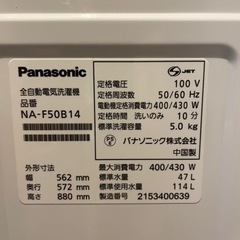 Panasonic
全自動電気洗濯機
品番
NA-F50B14
JET
定格電圧 100 V
定格周波数 50/60 Hz
電動機定格消費電力 400/430 W
定格時間 洗いのみ 10 分
標準洗濯容量 5.0 kg
パナソニック株式会社
中国製
外形寸法
幅 562 mm
奥行 572 mm
高さ 880 mm
最大消費電力 400/430 W
標準水量 47 L
標準使用水量 114 L
製造番号 2153400639